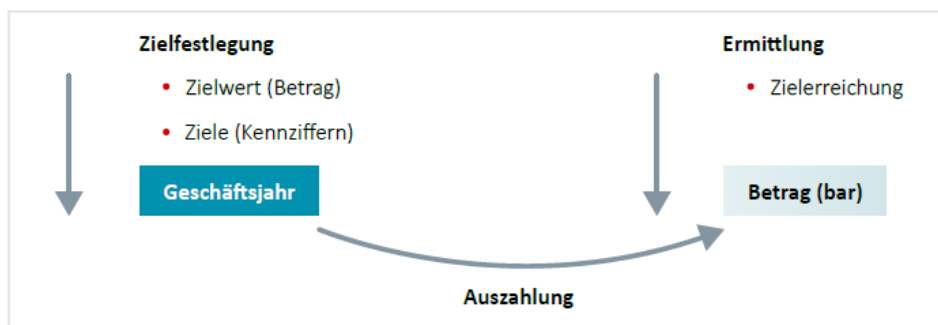 Zielfestlegung
• Zielwert (Betrag)
• Ziele (Kennziffern)
Geschäftsjahr
Ermittlung
• Zielerreichung
Betrag (bar)
Auszahlung